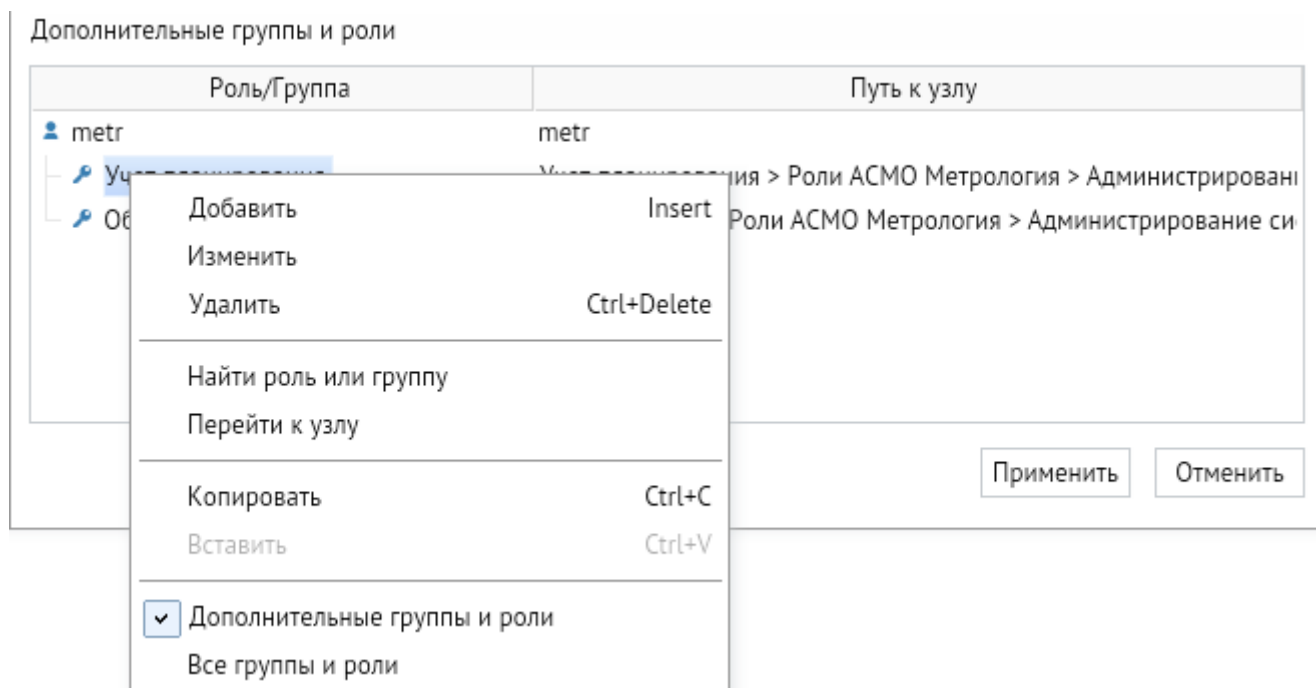 Дополнительные группы и роли
Роль/Группа Путь к узлу
metr metr
ия > Роли АСМО Метрология > Администрировани
Об Роли АСМО Метрология > Администрирование си
Добавить Insert
Изменить
Удалить Ctrl+Delete
Найти роль или группу
Перейти к узлу
Применить Отменить
Копировать Ctrl+C
Вставить Ctrl+V
Дополнительные группы и роли
Все группы и роли